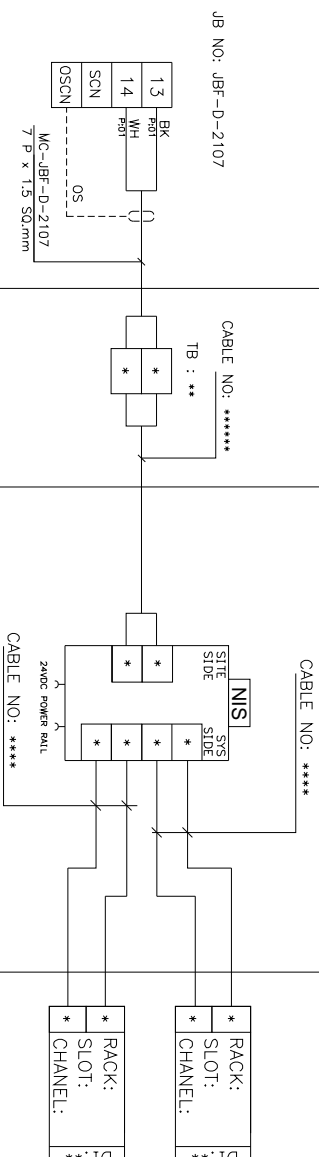 JB NO: JBF-D-2107
13
14
SCN
OSCN
BK
P:01
WH
P:01
OS
MC-JBF-D-2107
7 P x 1.5 SQ.mm
CABLE NO: ******
TB : **
*
*
CABLE NO: ****
NIS
SITE
SIDE
SYS
SIDE
*
*
*
*
*
*
24VDC POWER RAIL
CABLE NO: ****
*
*
RACK:
SLOT:
CHANEL:
*
*
RACK:
SLOT:
CHANEL: